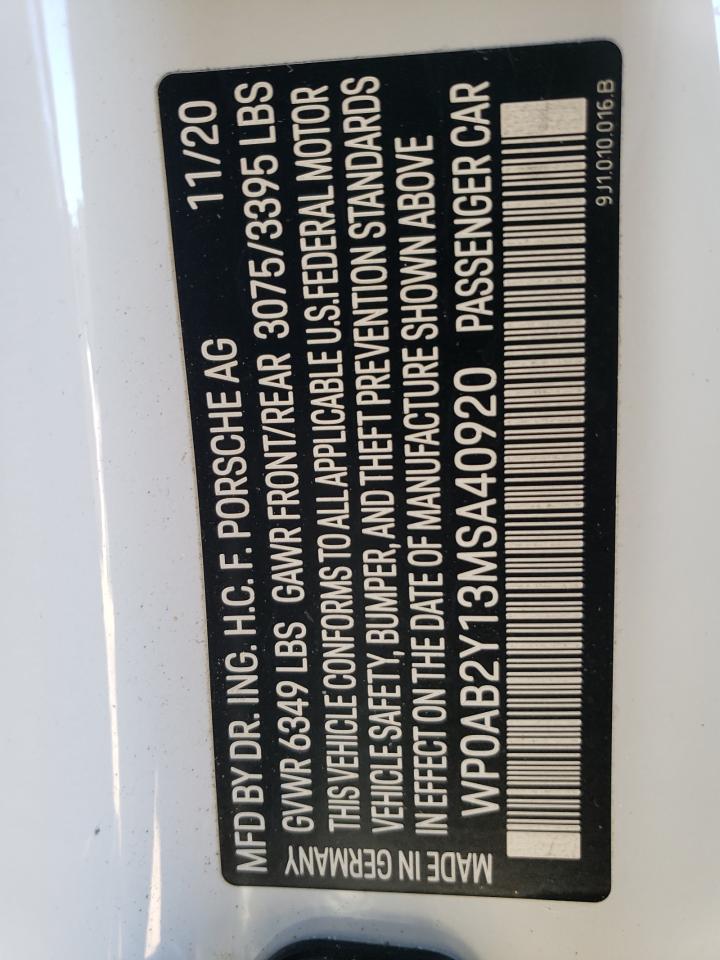 MFD BY DR. ING. H.C. F. PORSCHE AG 11/20
GVWR 6349 LBS GAWR FRONT/REAR 3075/3395 LBS
THIS VEHICLE CONFORMS TO ALL APPLICABLE U.S. FEDERAL MOTOR
VEHICLE SAFETY, BUMPER, AND THEFT PREVENTION STANDARDS
IN EFFECT ON THE DATE OF MANUFACTURE SHOWN ABOVE
WP0AB2Y13MSA40920 PASSENGER CAR
MADE IN GERMANY
9J1.010.016.B